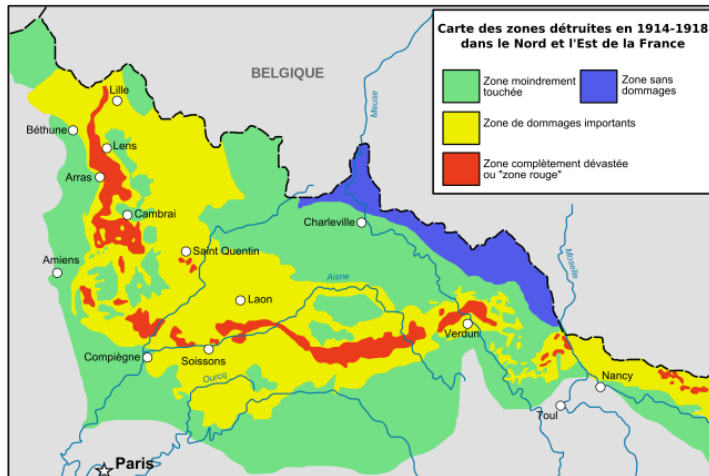 Carte des zones détruites en 1914-1918
dans le Nord et l'Est de la France
Zone moindrement
touchée
Zone sans
dommages
Zone de dommages importants
Zone complètement dévastée
ou "zone rouge"
BELGIQUE
Meuse
Lille
Béthune
Lens
Arras
Cambrai
Charleville
Saint Quentin
Moselle
Amiens
Aisne
Laon
Verdun
Compiègne
Soissons
Ourcq
Nancy
Toul
Paris